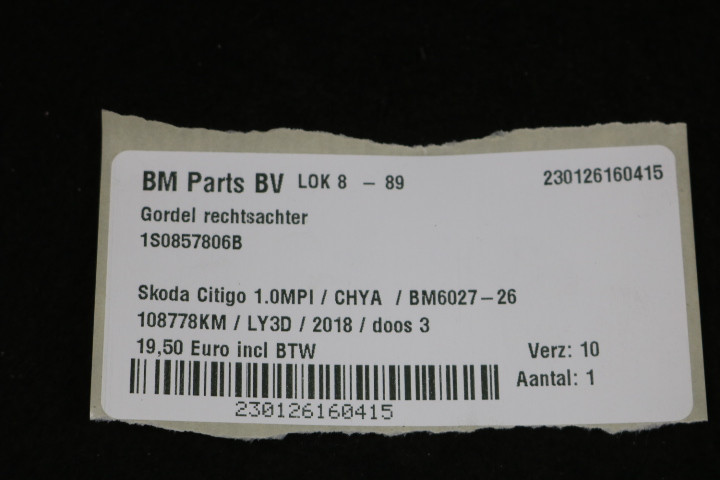 BM Parts BV LOK 8 - 89 230126160415
Gordel rechtsachter
1S0857806B
Skoda Citigo 1.0MPI / CHYA / BM6027-26
108778KM / LY3D / 2018 / doos 3
19,50 Euro incl BTW Verz: 10
Aantal: 1
230126160415